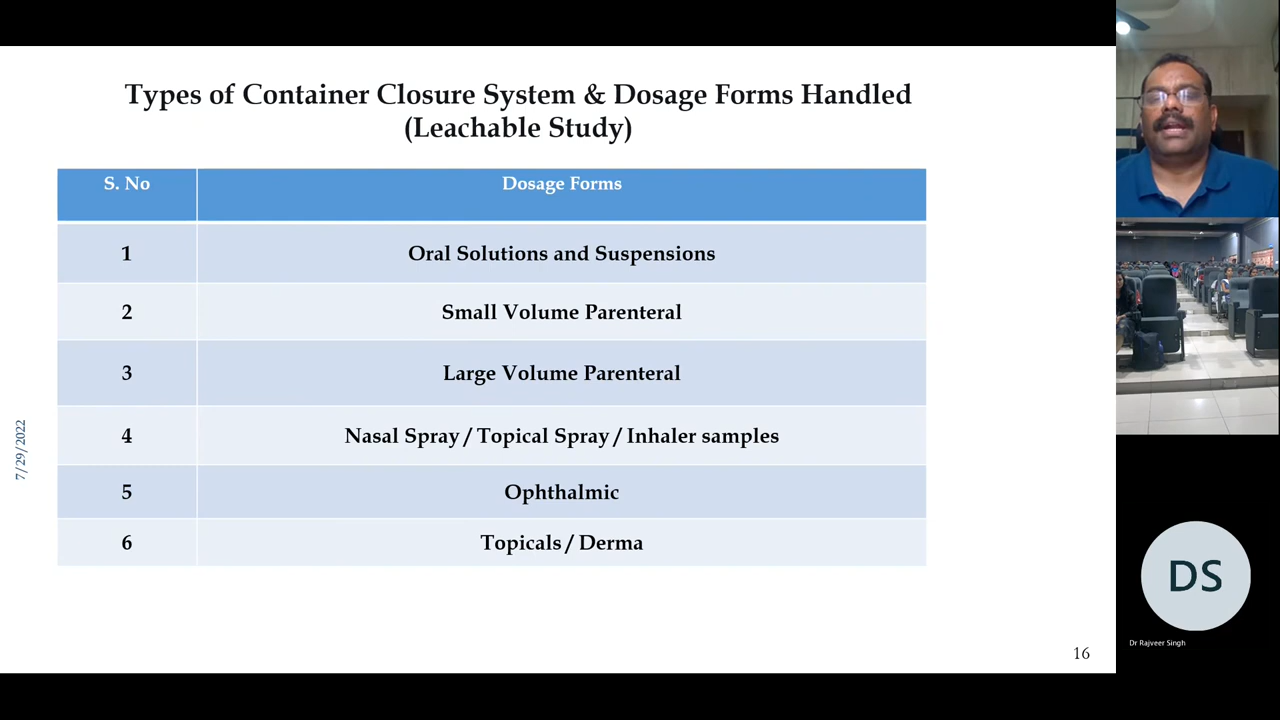 Types of Container Closure System & Dosage Forms Handled
(Leachable Study)
S. No
Dosage Forms
1
Oral Solutions and Suspensions
2
Small Volume Parenteral
3
Large Volume Parenteral
4
Nasal Spray / Topical Spray / Inhaler samples
5
Ophthalmic
6
Topicals / Derma
7/29/2022
16
DS
Dr Rajveer Singh